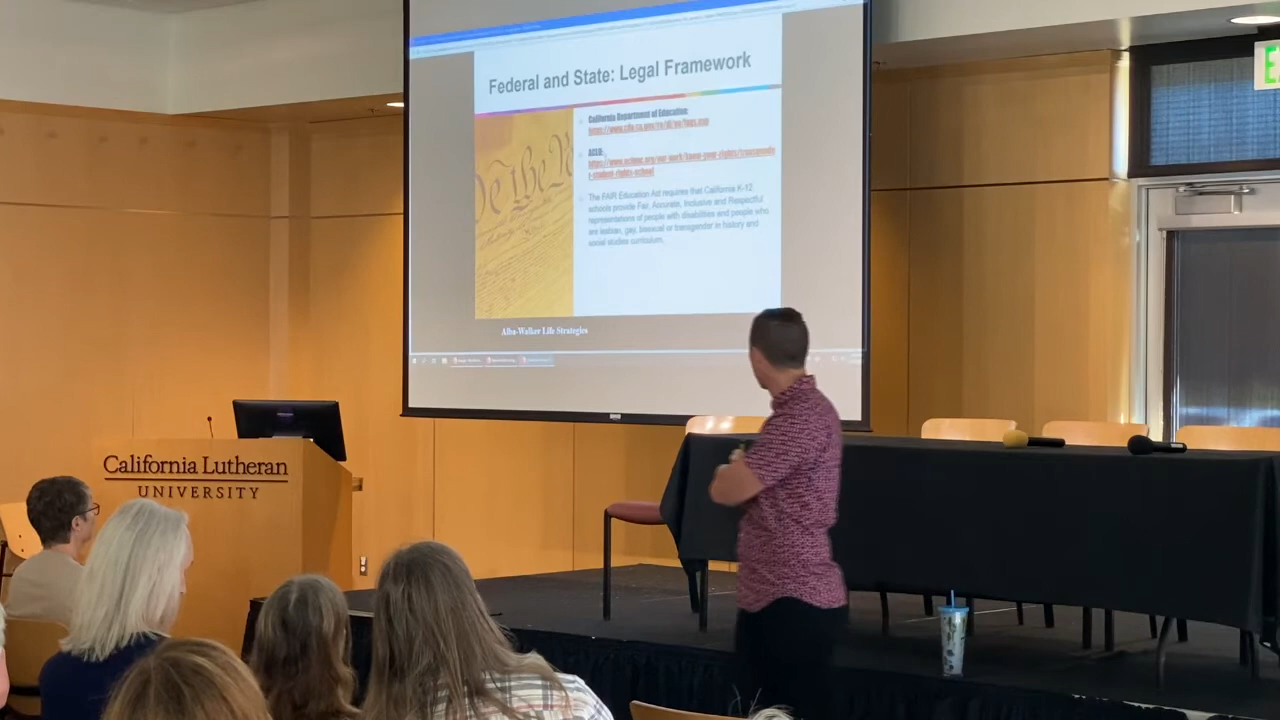 Federal and State: Legal Framework
California Department of Education:
ACLU:
The FAIR Education Act requires that California K-12
schools provide Fair, Accurate, Inclusive and Respectful
representations of people with disabilities and people who
are lesbian, gay, bisexual or transgender in history and
social studies curriculum.
We the
Alba-Walker Life Strategies
California Lutheran
UNIVERSITY
E